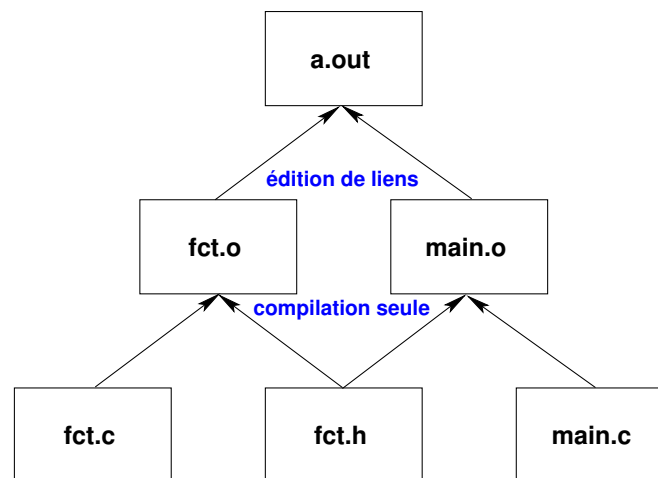 a.out
édition de liens
fct.o
main.o
compilation seule
fct.c
fct.h
main.c